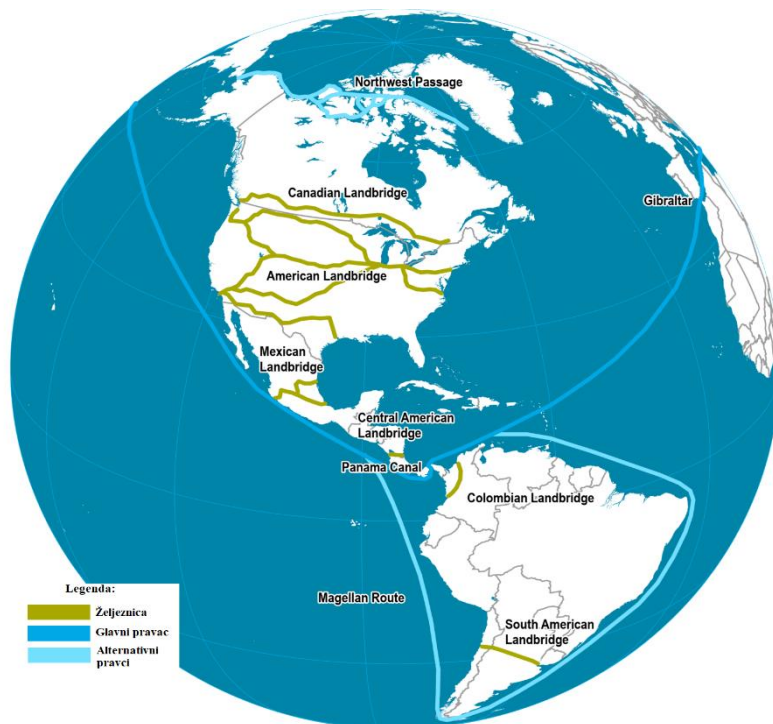 Northwest Passage
Canadian Landbridge
Gibraltar
American Landbridge
Mexican
Landbridge
Central American
Landbridge
Panama Canal
Colombian Landbridge
Magellan Route
South American
Landbridge
Legenda:
Željeznica
Glavni pravac
Alternativni
pravci